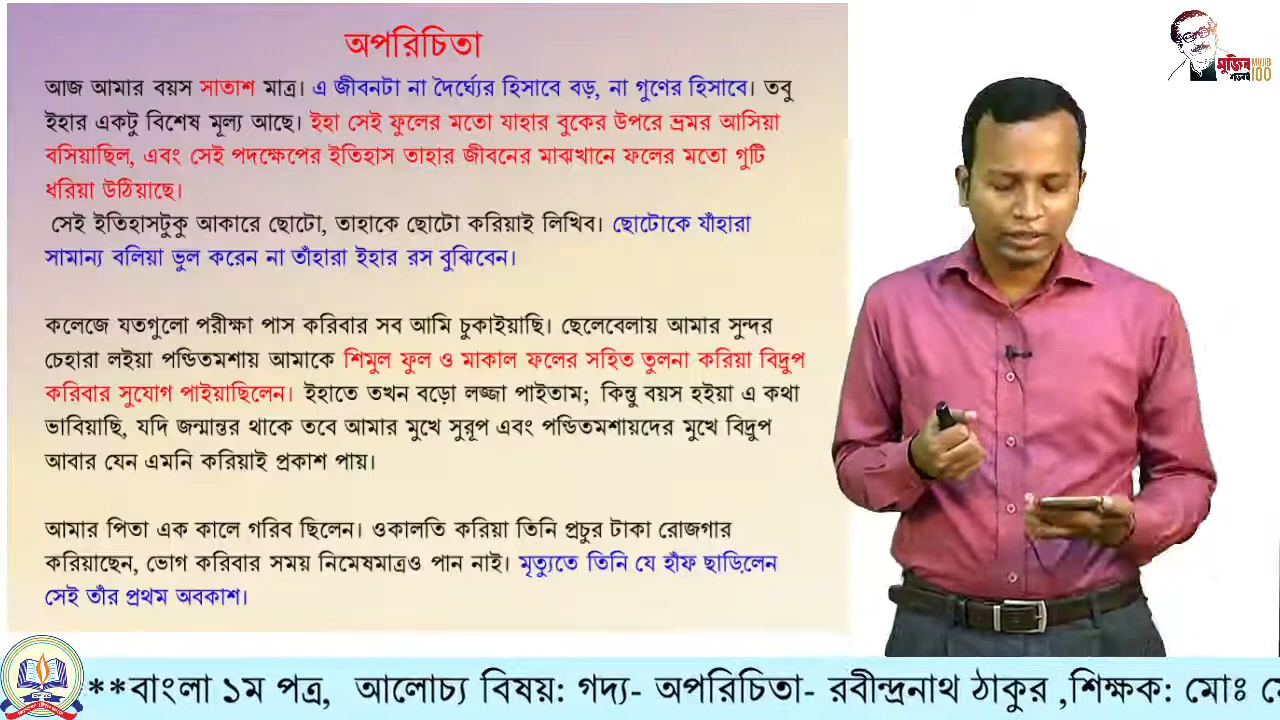 অপরিচিতা
আজ আমার বয়স সাতাশ মাত্র। এ জীবনটা না দৈর্ঘ্যের হিসাবে বড়, না গুণের হিসাবে। তবু
ইহার একটু বিশেষ মূল্য আছে। ইহা সেই ফুলের মতো যাহার বুকের উপরে ভ্রমর আসিয়া
বসিয়াছিল, এবং সেই পদক্ষেপের ইতিহাস তাহার জীবনের মাঝখানে ফলের মতো গুটি
ধরিয়া উঠিয়াছে।
সেই ইতিহাসটুকু আকারে ছোটো, তাহাকে ছোটো করিয়াই লিখিব। ছোটোকে যাঁহারা
সামান্য বলিয়া ভুল করেন না তাঁহারা ইহার রস বুঝিবেন।
কলেজে যতগুলো পরীক্ষা পাস করিবার সব আমি চুকাইয়াছি। ছেলেবেলায় আমার সুন্দর
চেহারা লইয়া পন্ডিতমশায় আমাকে শিমুল ফুল ও মাকাল ফলের সহিত তুলনা করিয়া বিদ্রুপ
করিবার সুযোগ পাইয়াছিলেন। ইহাতে তখন বড়ো লজ্জা পাইতাম; কিন্তু বয়স হইয়া এ কথা
ভাবিয়াছি, যদি জন্মান্তর থাকে তবে আমার মুখে সুরূপ এবং পন্ডিতমশায়দের মুখে বিদ্রুপ
আবার যেন এমনি করিয়াই প্রকাশ পায়।
আমার পিতা এক কালে গরিব ছিলেন। ওকালতি করিয়া তিনি প্রচুর টাকা রোজগার
করিয়াছেন, ভোগ করিবার সময় নিমেষমাত্রও পান নাই। মৃত্যুতে তিনি যে হাঁফ ছাড়িলেন
সেই তাঁর প্রথম অবকাশ।
মুজিব MUJIB
শতবর্ষ 100
**বাংলা ১ম পত্র, আলোচ্য বিষয়: গদ্য- অপরিচিতা- রবীন্দ্রনাথ ঠাকুর ,শিক্ষক: মোঃ